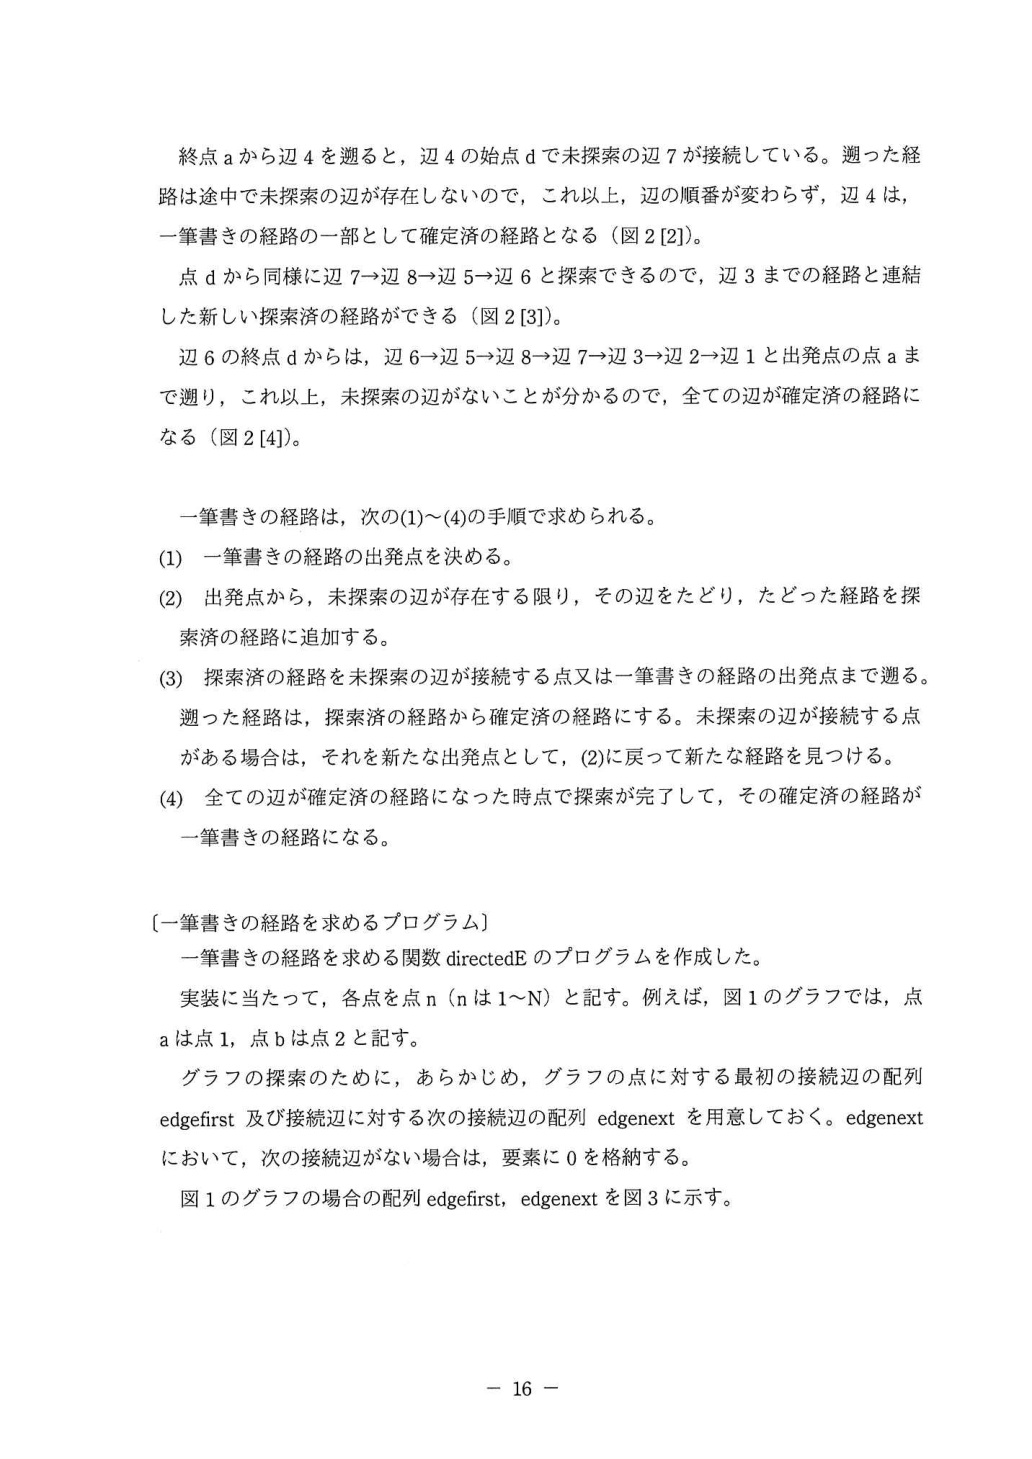 終点 a から辺 4 を遡ると，辺 4 の始点 d で未探索の辺 7 が接続している。遡った経
路は途中で未探索の辺が存在しないので，これ以上，辺の順番が変わらず，辺 4 は，
一筆書きの経路の一部として確定済の経路となる（図 2 [2]）。
点 d から同様に辺 7→辺 8→辺 5→辺 6 と探索できるので，辺 3 までの経路と連結
した新しい探索済の経路ができる（図 2 [3]）。
辺 6 の終点 d からは，辺 6→辺 5→辺 8→辺 7→辺 3→辺 2→辺 1 と出発点の点 a ま
で遡り，これ以上，未探索の辺がないことが分かるので，全ての辺が確定済の経路に
なる（図 2 [4]）。
一筆書きの経路は，次の(1)～(4)の手順で求められる。
(1) 一筆書きの経路の出発点を決める。
(2) 出発点から，未探索の辺が存在する限り，その辺をたどり，たどった経路を探
索済の経路に追加する。
(3) 探索済の経路を未探索の辺が接続する点又は一筆書きの経路の出発点まで遡る。
遡った経路は，探索済の経路から確定済の経路にする。未探索の辺が接続する点
がある場合は，それを新たな出発点として，(2)に戻って新たな経路を見つける。
(4) 全ての辺が確定済の経路になった時点で探索が完了して，その確定済の経路が
一筆書きの経路になる。
〔一筆書きの経路を求めるプログラム〕
一筆書きの経路を求める関数 directedE のプログラムを作成した。
実装に当たって，各点を点 n（n は 1～N）と記す。例えば，図 1 のグラフでは，点
a は点 1，点 b は点 2 と記す。
グラフの探索のために，あらかじめ，グラフの点に対する最初の接続辺の配列
edgefirst 及び接続辺に対する次の接続辺の配列 edgenext を用意しておく。edgenext
において，次の接続辺がない場合は，要素に 0 を格納する。
図 1 のグラフの場合の配列 edgefirst，edgenext を図 3 に示す。
－ 16 －